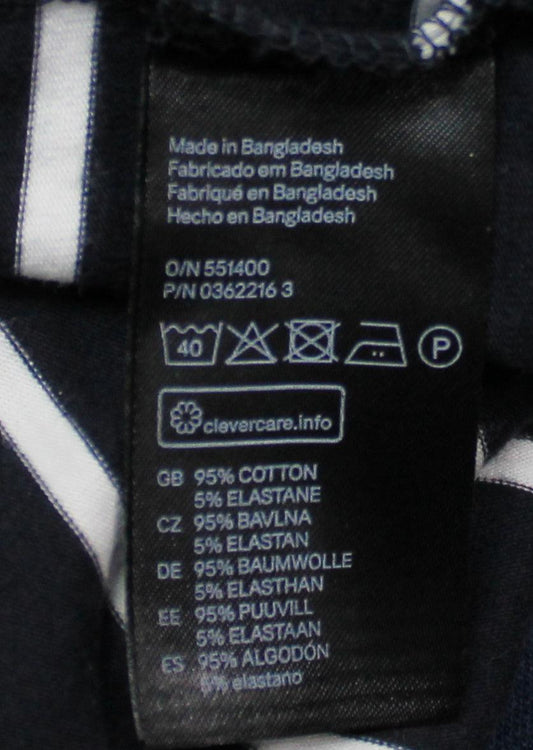 Made in Bangladesh
Fabricado em Bangladesh
Fabriqué en Bangladesh
Hecho en Bangladesh
O/N 551400
P/N 0362216 3
40 P
clevercare.info
GB 95% COTTON
5% ELASTANE
CZ 95% BAVLNA
5% ELASTAN
DE 95% BAUMWOLLE
5% ELASTHAN
EE 95% PUUVILL
5% ELASTAAN
ES 95% ALGODÓN
5% elastano